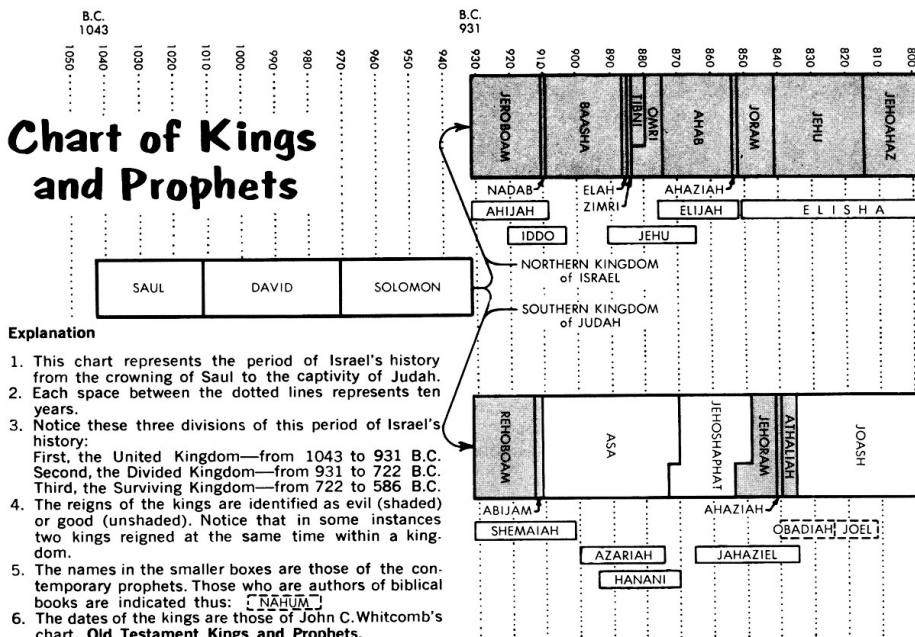 B.C.
1043
B.C.
931
1050
1040
1030
1020
1010
970
960
950
940
930
920
910
900
890
880
870
860
850
840
830
820
810
Chart of Kings
and Prophets
JEROBOAM
BAASHA
TIBNI
OMRI
AHAB
JORAM
JEHU
JEHOAHAZ
NADAB
ELAH
ZIMRI
AHAZIAH
AHIJAH
ELIJAH
ELISHA
IDDO
JEHU
NORTHERN KINGDOM
of ISRAEL
SAUL
DAVID
SOLOMON
SOUTHERN KINGDOM
of JUDAH
Explanation
1. This chart represents the period of Israel's history
from the crowning of Saul to the captivity of Judah.
2. Each space between the dotted lines represents ten
years.
3. Notice these three divisions of this period of Israel's
history:
First, the United Kingdom—from 1043 to 931 B.C.
Second, the Divided Kingdom—from 931 to 722 B.C.
Third, the Surviving Kingdom—from 722 to 586 B.C.
4. The reigns of the kings are identified as evil (shaded)
or good (unshaded). Notice that in some instances
two kings reigned at the same time within a king-
dom.
5. The names in the smaller boxes are those of the con-
temporary prophets. Those who are authors of biblical
books are indicated thus: NAHUM
6. The dates of the kings are those of John C. Whitcomb's
chart, Old Testament Kings and Prophets.
REHOBOAM
ASA
JEHOSHAPHAT
JEHORAM
ATHALIAH
JOASH
ABIJAM
AHAZIAH
SHEMAIAH
OBADIAH
JOEL
AZARIAH
JAHAZIEL
HANANI